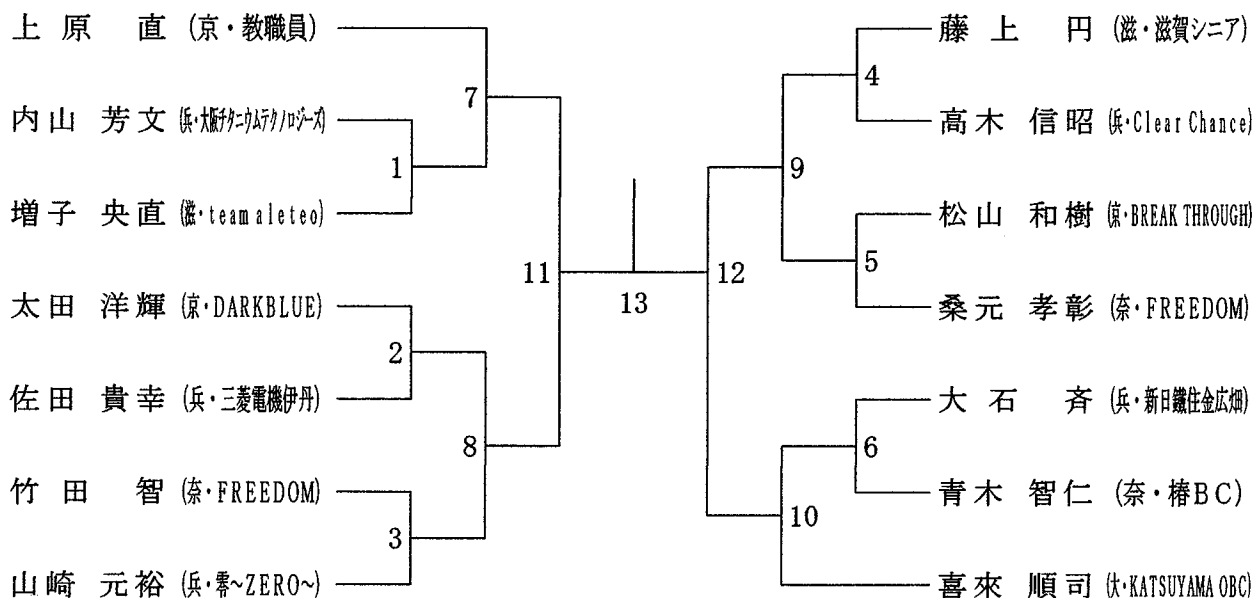 上原 直 (京・教職員)
内山 芳文 (兵・大阪チタニウムテクノロジーズ)
増子 央直 (滋・team aleteo)
太田 洋輝 (京・DARKBLUE)
佐田 貴幸 (兵・三菱電機伊丹)
竹田 智 (奈・FREEDOM)
山崎 元裕 (兵・零~ZERO~)
7
1
2
8
3
11
13
12
9
4
5
6
10
藤上 円 (滋・滋賀シニア)
高木 信昭 (兵・Clear Chance)
松山 和樹 (京・BREAK THROUGH)
桑元 孝彰 (奈・FREEDOM)
大石 斉 (兵・新日鐵住金広畑)
青木 智仁 (奈・椿BC)
喜來 順司 (大・KATSUYAMA OBC)